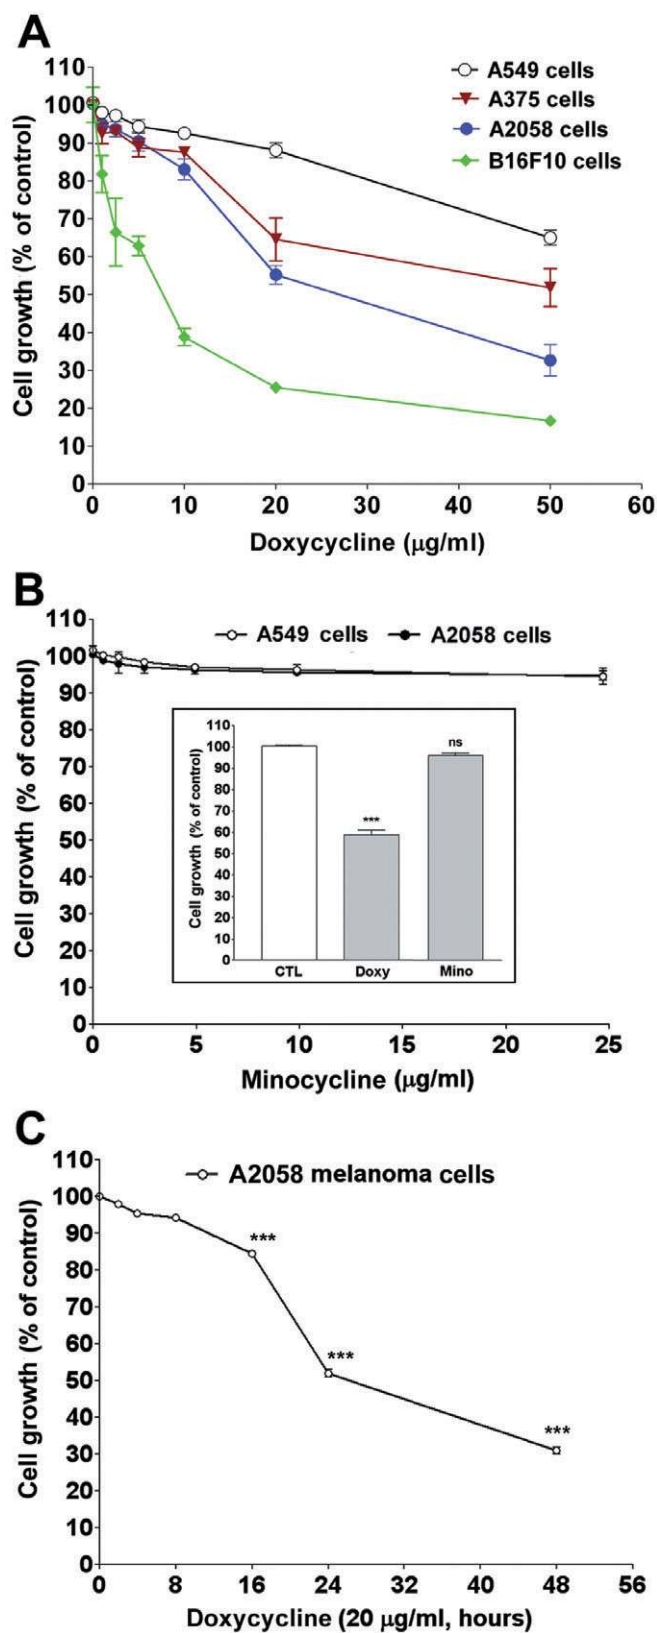 A
110
100
90
80
70
60
50
40
30
20
10
0
Cell growth (% of control)
A549 cells
A375 cells
A2058 cells
B16F10 cells
0 10 20 30 40 50 60
Doxycycline (μg/ml)
B
110
100
90
80
70
60
50
40
30
20
10
0
Cell growth (% of control)
A549 cells A2058 cells
110
100
90
80
70
60
50
40
30
20
10
0
Cell growth (% of control)
***
ns
CTL Doxy Mino
0 5 10 15 20 25
Minocycline (μg/ml)
C
110
100
90
80
70
60
50
40
30
20
10
0
Cell growth (% of control)
A2058 melanoma cells
***
***
***
0 8 16 24 32 40 48 56
Doxycycline (20 μg/ml, hours)